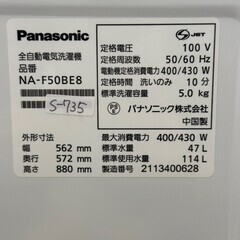 Panasonic
全自動電気洗濯機
品番
NA-F50BE8
S-735
外形寸法
幅 562 mm
奥行 572 mm
高さ 880 mm
JET
定格電圧 100 V
定格周波数 50/60 Hz
電動機定格消費電力 400/430 W
定格時間 洗いのみ 10 分
標準洗濯容量 5.0 kg
パナソニック株式会社
中国製
最大消費電力 400/430 W
標準水量 47 L
標準使用水量 114 L
製造番号 2113400628